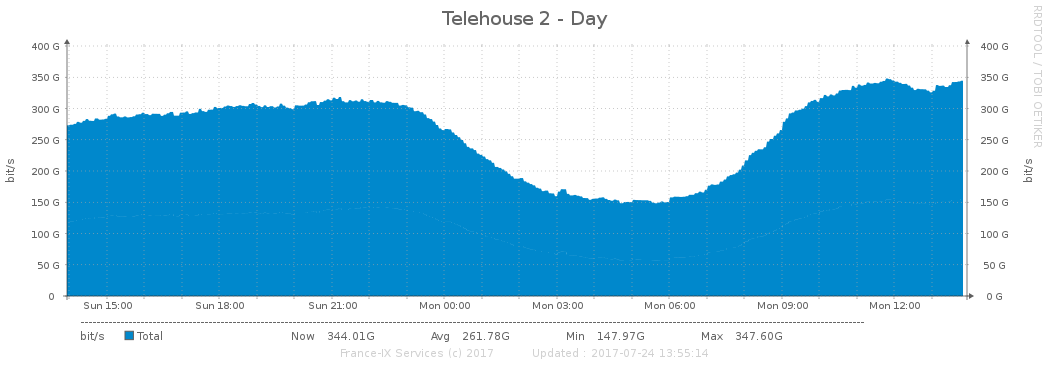 Telehouse 2 - Day
RRDTOOL / TOBI OETIKER
400 G 400 G
350 G 350 G
300 G 300 G
250 G 250 G
200 G 200 G
150 G 150 G
100 G 100 G
50 G 50 G
0 0 G
bit/s bit/s
Sun 15:00 Sun 18:00 Sun 21:00 Mon 00:00 Mon 03:00 Mon 06:00 Mon 09:00 Mon 12:00
bit/s Total Now 344.01G Avg 261.78G Min 147.97G Max 347.60G
France-IX Services (c) 2017 Updated : 2017-07-24 13:55:14